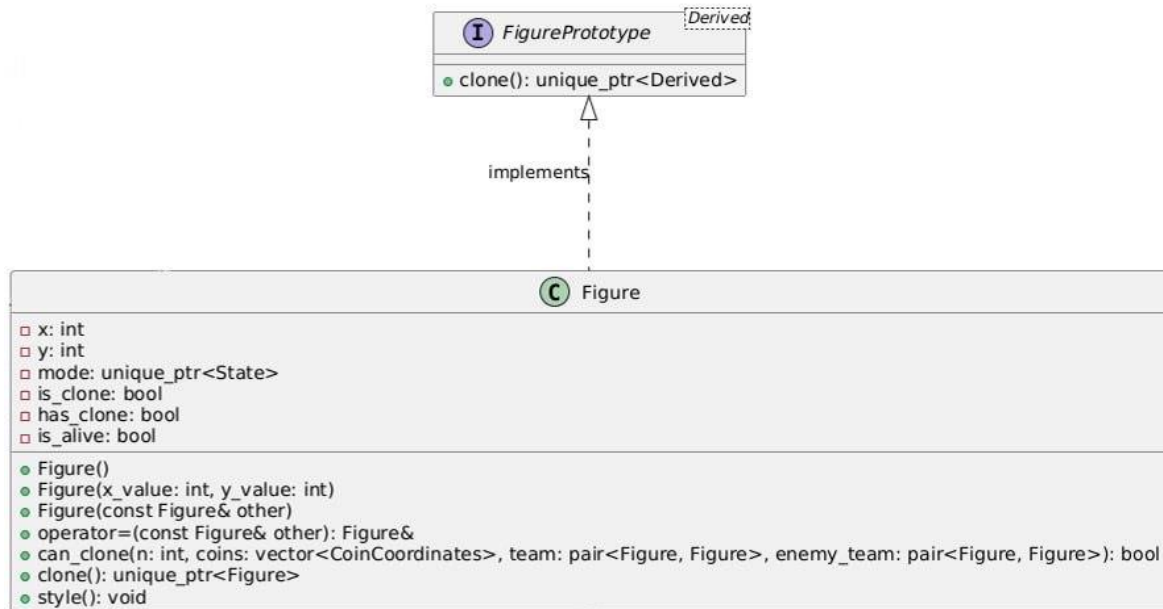 Derived
I FigurePrototype
clone(): unique_ptr<Derived>
implements
C Figure
x: int
y: int
mode: unique_ptr<State>
is_clone: bool
has_clone: bool
is_alive: bool
Figure()
Figure(x_value: int, y_value: int)
Figure(const Figure& other)
operator=(const Figure& other): Figure&
can_clone(n: int, coins: vector<CoinCoordinates>, team: pair<Figure, Figure>, enemy_team: pair<Figure, Figure>): bool
clone(): unique_ptr<Figure>
style(): void